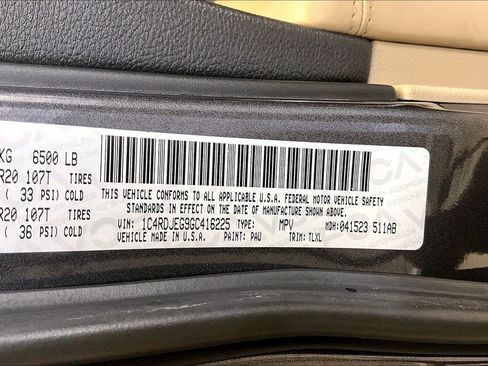 KG 6500 LB
R20 107T TIRES
( 33 PSI) COLD
R20 107T TIRES
( 36 PSI) COLD
THIS VEHICLE CONFORMS TO ALL APPLICABLE U.S.A. FEDERAL MOTOR VEHICLE SAFETY
STANDARDS IN EFFECT ON THE DATE OF MANUFACTURE SHOWN ABOVE.
VIN: 1C4RDJEG9GC416225 TYPE: MPV MDH: 041523 511AB
VEHICLE MADE IN U.S.A. PAINT: PAU TRIM: TLXL